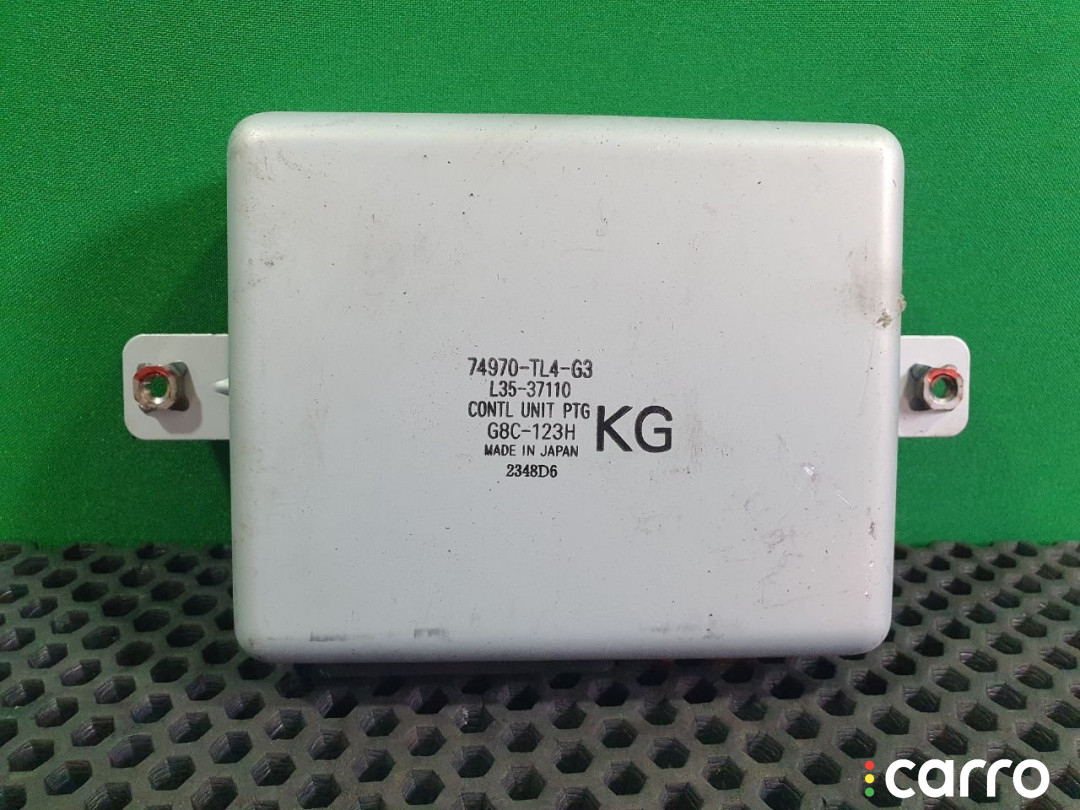 74970-TL4-G3
L35-37110
CONTL UNIT PTG
G8C-123H
KG
MADE IN JAPAN
2348D6
carro